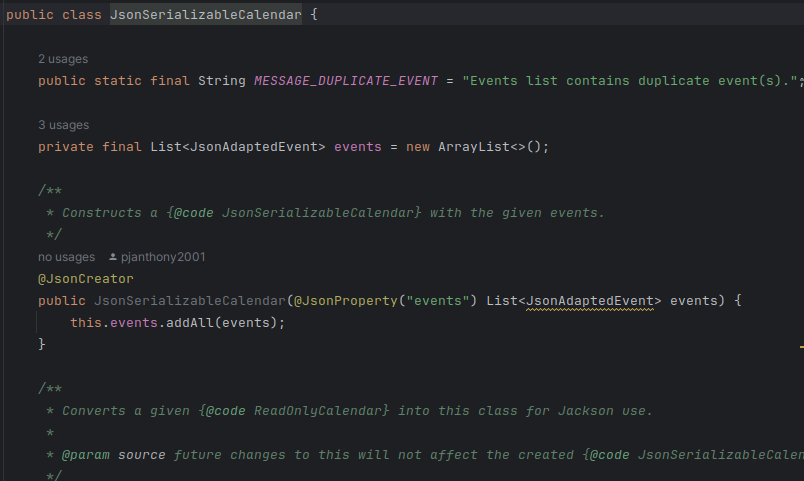 public class JsonSerializableCalendar {
2 usages
public static final String MESSAGE_DUPLICATE_EVENT = "Events list contains duplicate event(s).";
3 usages
private final List<JsonAdaptedEvent> events = new ArrayList<>();
/**
* Constructs a {@code JsonSerializableCalendar} with the given events.
*/
no usages pjanthony2001
@JsonCreator
public JsonSerializableCalendar(@JsonProperty("events") List<JsonAdaptedEvent> events) {
this.events.addAll(events);
}
/**
* Converts a given {@code ReadOnlyCalendar} into this class for Jackson use.
*
* @param source future changes to this will not affect the created {@code JsonSerializableCalen
*/